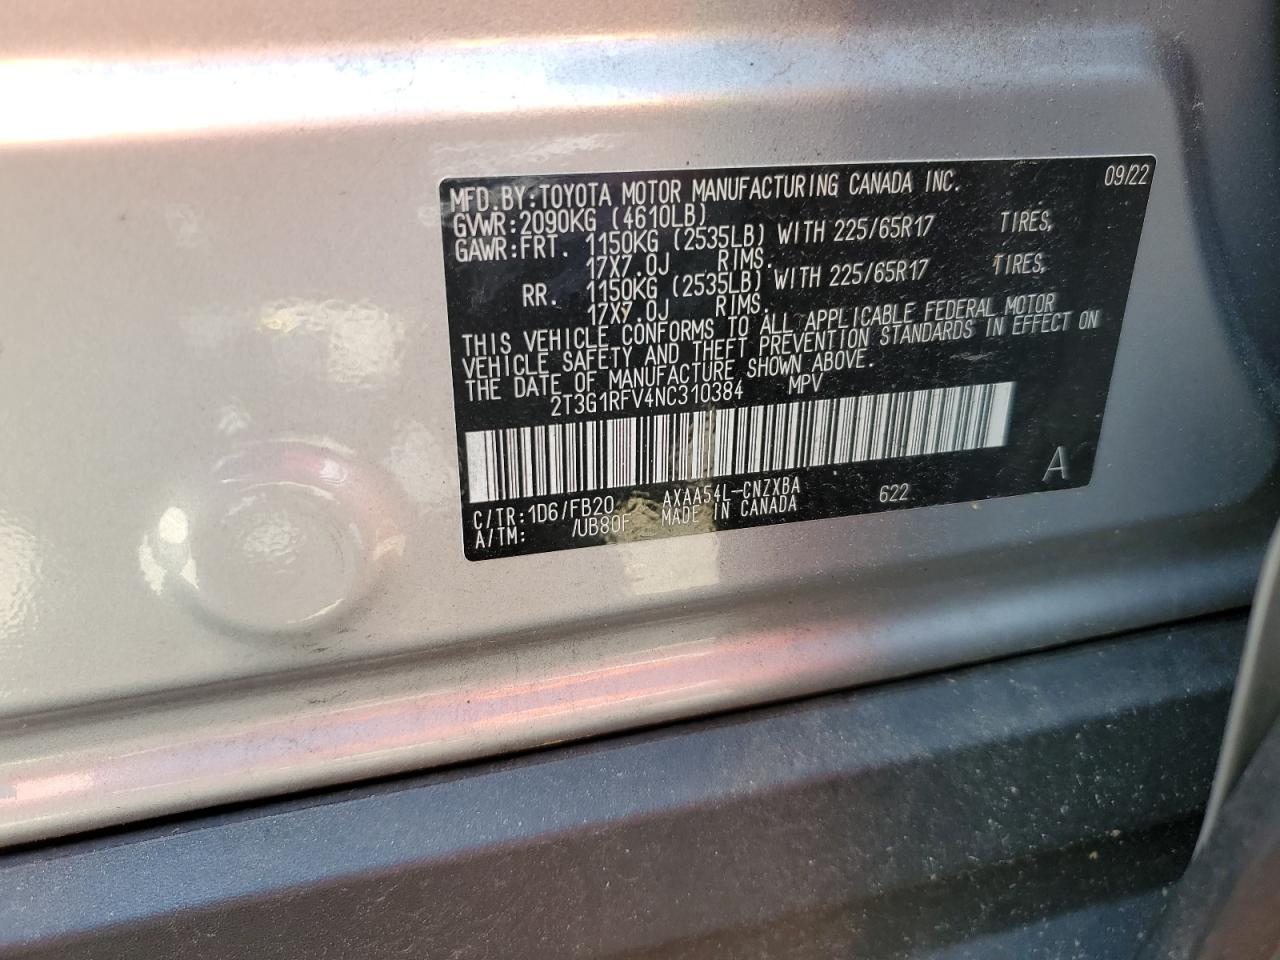 MFD.BY:TOYOTA MOTOR MANUFACTURING CANADA INC. 09/22
GVWR:2090KG (4610LB)
GAWR:FRT. 1150KG (2535LB) WITH 225/65R17 TIRES,
17X7.0J RIMS.
RR. 1150KG (2535LB) WITH 225/65R17 TIRES,
17X7.0J RIMS.
THIS VEHICLE CONFORMS TO ALL APPLICABLE FEDERAL MOTOR
VEHICLE SAFETY AND THEFT PREVENTION STANDARDS IN EFFECT ON
THE DATE OF MANUFACTURE SHOWN ABOVE.
2T3G1RFV4NC310384 MPV
A
C/TR:1D6/FB20 AXAA54L-CNZXBA 622
A/TM: /UB80F MADE IN CANADA